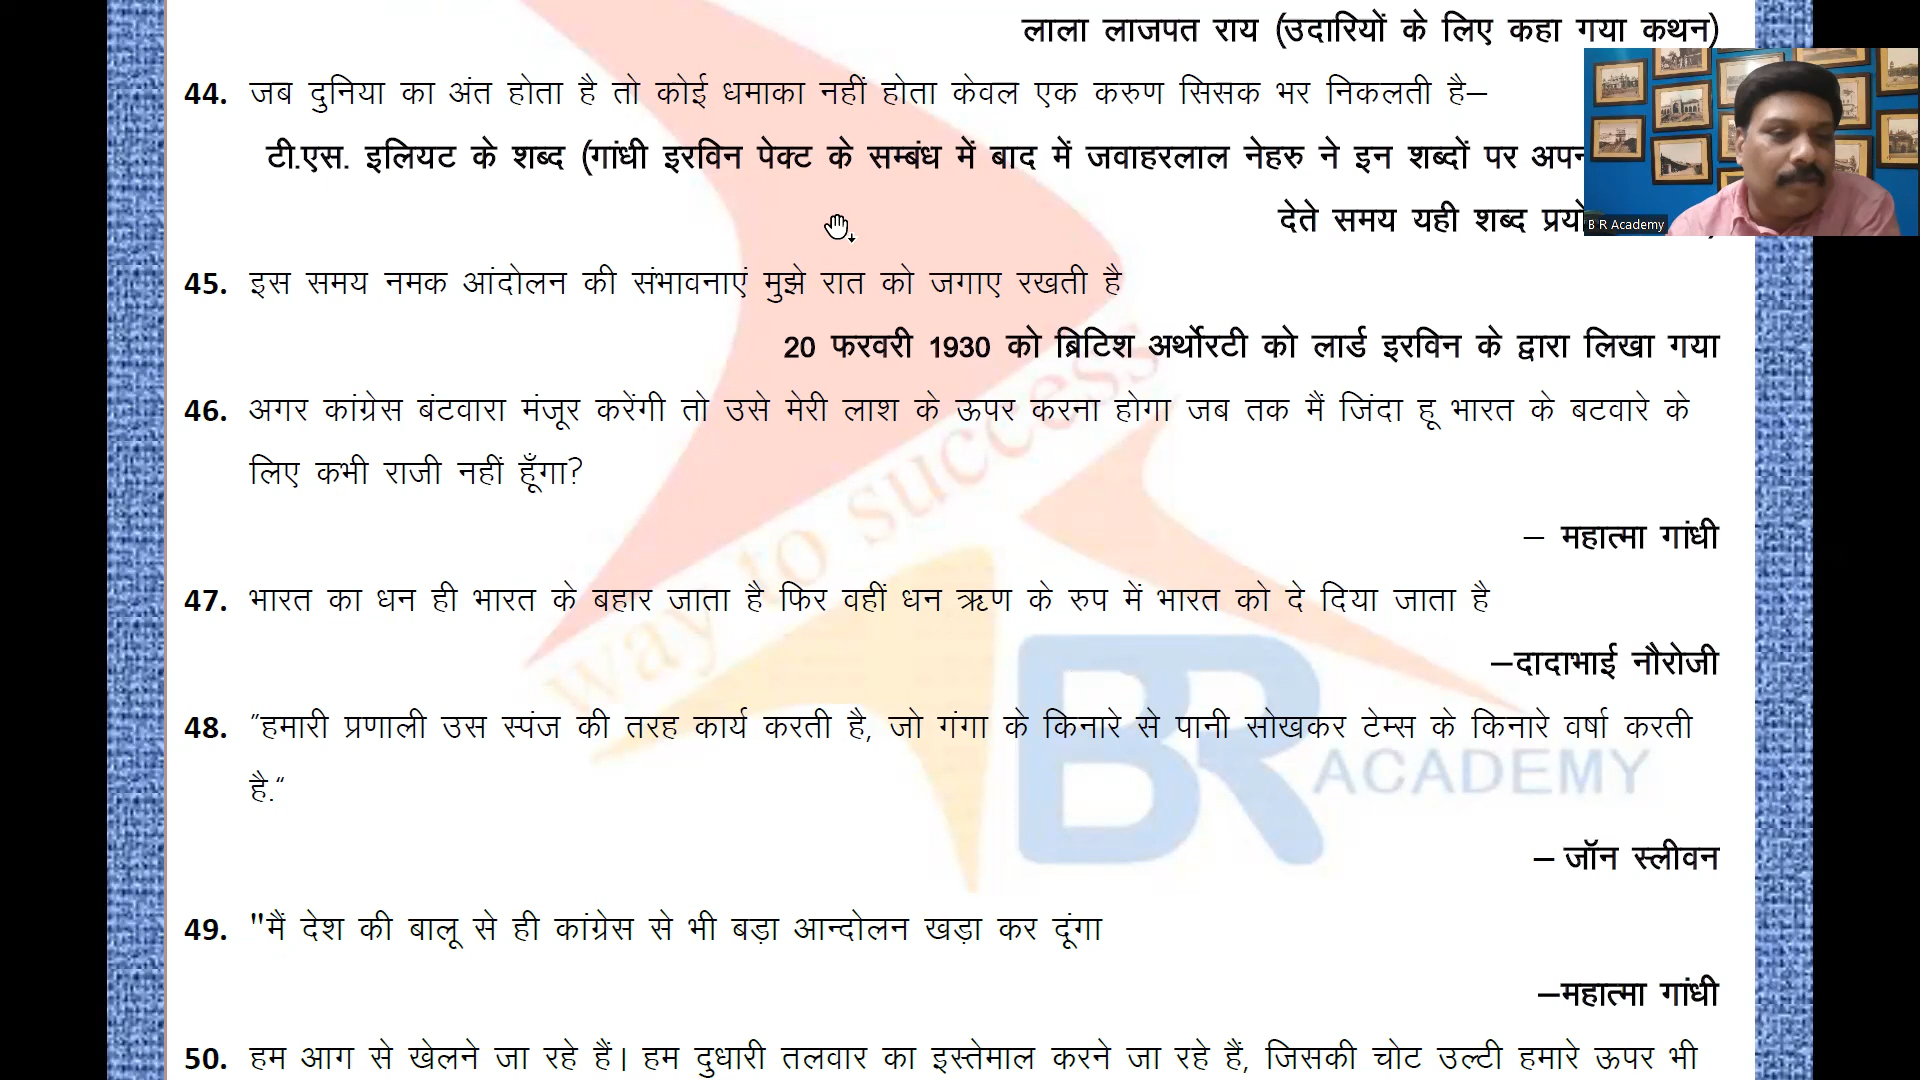 लाला लाजपत राय (उदारियों के लिए कहा गया कथन)
44. जब दुनिया का अंत होता है तो कोई धमाका नहीं होता केवल एक करुण सिसक भर निकलती है–
टी.एस. इलियट के शब्द (गांधी इरविन पेक्ट के सम्बंध में बाद में जवाहरलाल नेहरु ने इन शब्दों पर
देते समय यही शब्द
B R Academy
45. इस समय नमक आंदोलन की संभावनाएं मुझे रात को जगाए रखती है
20 फरवरी 1930 को ब्रिटिश अर्थोरटी को लार्ड इरविन के द्वारा लिखा गया
46. अगर कांग्रेस बंटवारा मंजूर करेंगी तो उसे मेरी लाश के ऊपर करना होगा जब तक मैं जिंदा हू भारत के बटवारे के
लिए कभी राजी नहीं हूँगा?
– महात्मा गांधी
47. भारत का धन ही भारत के बहार जाता है फिर वहीं धन ऋण के रुप में भारत को दे दिया जाता है
–दादाभाई नौरोजी
48. "हमारी प्रणाली उस स्पंज की तरह कार्य करती है, जो गंगा के किनारे से पानी सोखकर टेम्स के किनारे वर्षा करती
है."
– जॉन स्लीवन
49. "मैं देश की बालू से ही कांग्रेस से भी बड़ा आन्दोलन खड़ा कर दूंगा
–महात्मा गांधी
50. हम आग से खेलने जा रहे हैं। हम दुधारी तलवार का इस्तेमाल करने जा रहे हैं, जिसकी चोट उल्टी हमारे ऊपर भी
way to success
BR ACADEMY